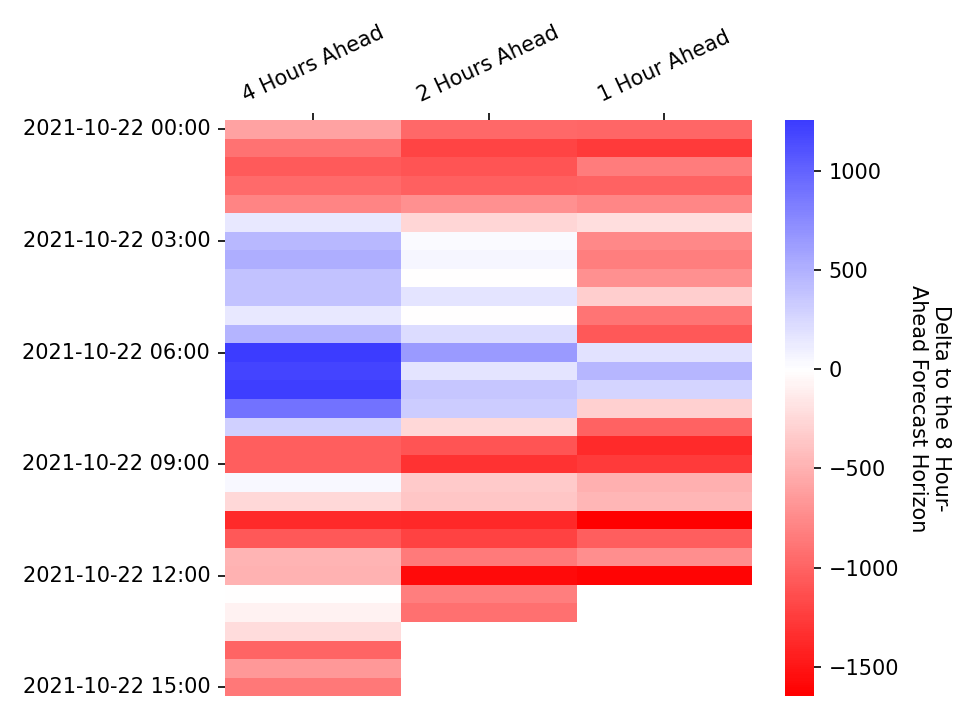 4 Hours Ahead
2 Hours Ahead
1 Hour Ahead
2021-10-22 00:00
2021-10-22 03:00
2021-10-22 06:00
2021-10-22 09:00
2021-10-22 12:00
2021-10-22 15:00
1000
500
0
−500
−1000
−1500
Delta to the 8 Hour-
Ahead Forecast Horizon